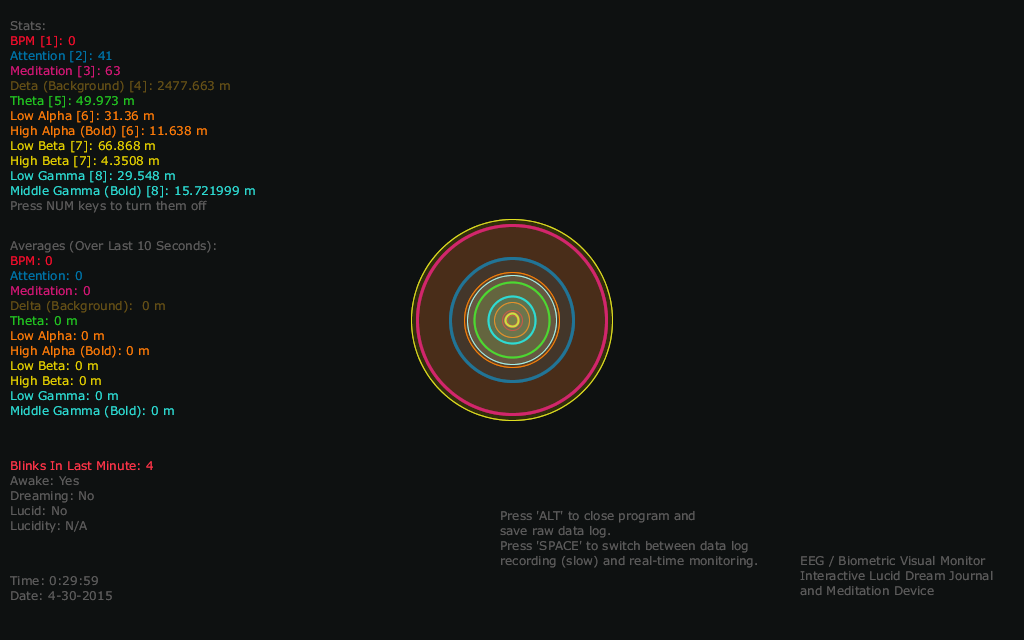 Stats:
BPM [1]: 0
Attention [2]: 41
Meditation [3]: 63
Deta (Background) [4]: 2477.663 m
Theta [5]: 49.973 m
Low Alpha [6]: 31.36 m
High Alpha (Bold) [6]: 11.638 m
Low Beta [7]: 66.868 m
High Beta [7]: 4.3508 m
Low Gamma [8]: 29.548 m
Middle Gamma (Bold) [8]: 15.721999 m
Press NUM keys to turn them off
Averages (Over Last 10 Seconds):
BPM: 0
Attention: 0
Meditation: 0
Delta (Background):  0 m
Theta: 0 m
Low Alpha: 0 m
High Alpha (Bold): 0 m
Low Beta: 0 m
High Beta: 0 m
Low Gamma: 0 m
Middle Gamma (Bold): 0 m
Blinks In Last Minute: 4
Awake: Yes
Dreaming: No
Lucid: No
Lucidity: N/A
Time: 0:29:59
Date: 4-30-2015
Press 'ALT' to close program and
save raw data log.
Press 'SPACE' to switch between data log
recording (slow) and real-time monitoring.
EEG / Biometric Visual Monitor
Interactive Lucid Dream Journal
and Meditation Device